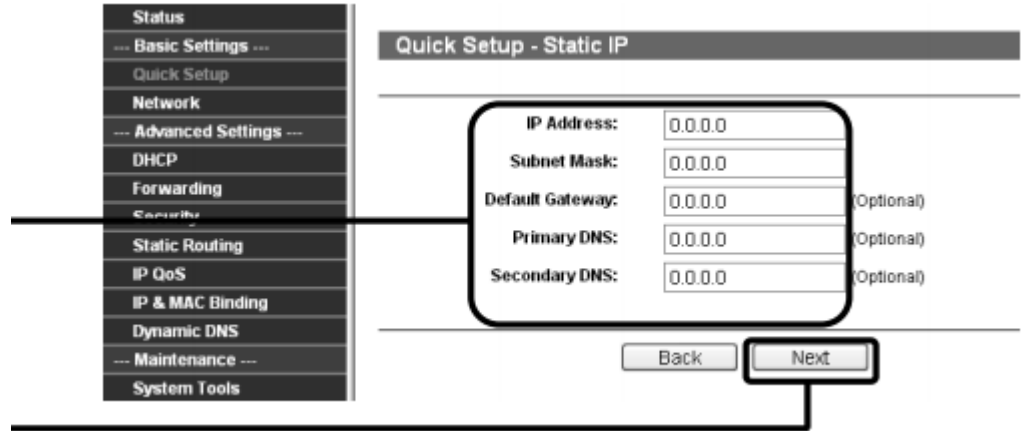 Status
--- Basic Settings ---
Quick Setup
Network
--- Advanced Settings ---
DHCP
Forwarding
Security
Static Routing
IP QoS
IP & MAC Binding
Dynamic DNS
--- Maintenance ---
System Tools
Quick Setup - Static IP
IP Address: 0.0.0.0
Subnet Mask: 0.0.0.0
Default Gateway: 0.0.0.0 (Optional)
Primary DNS: 0.0.0.0 (Optional)
Secondary DNS: 0.0.0.0 (Optional)
Back Next